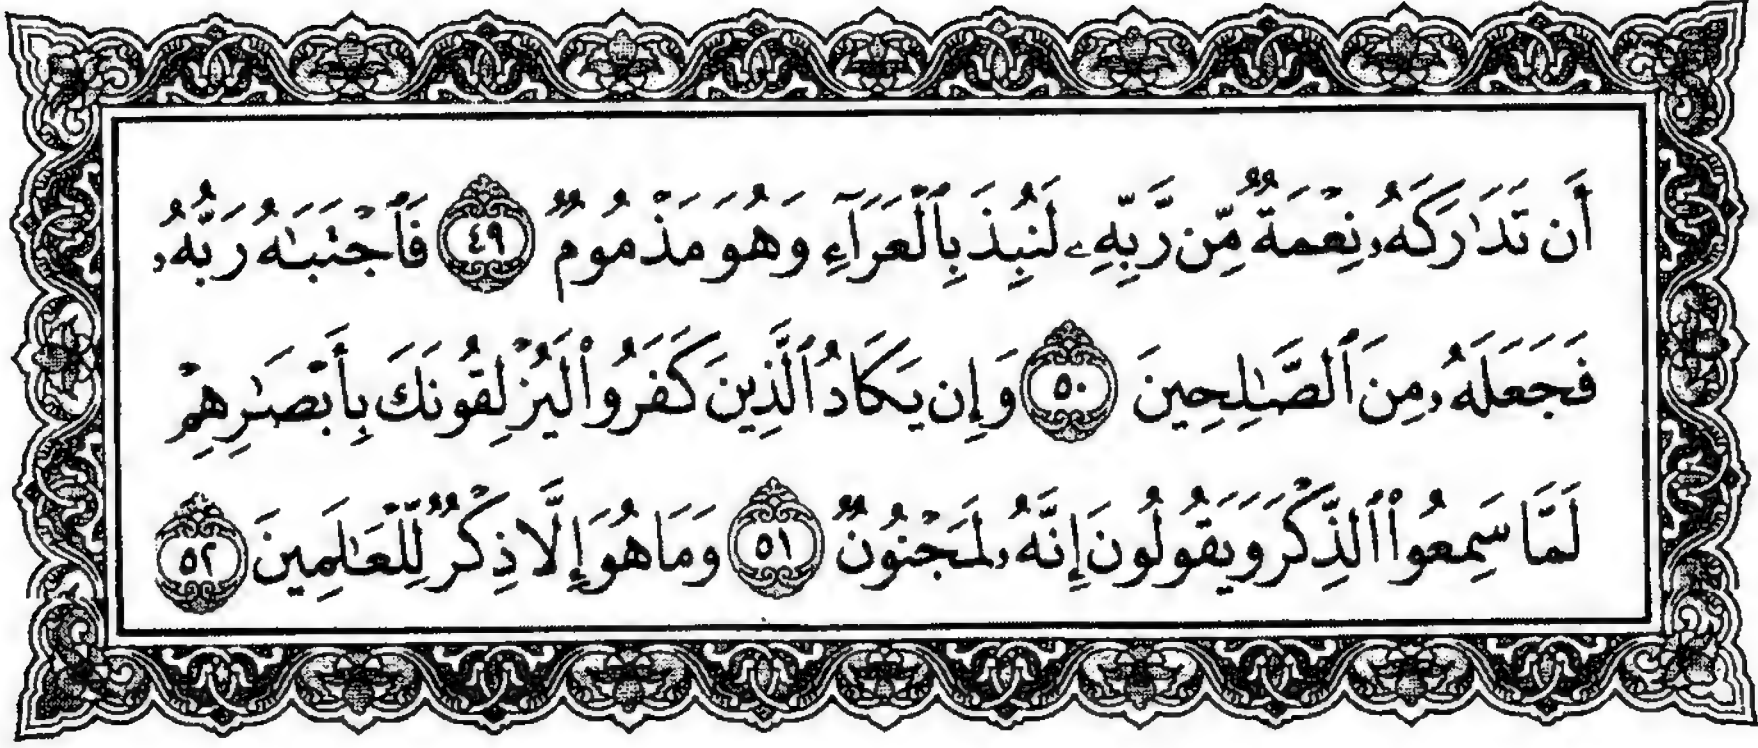 أَن تَدَٰرَكَهُۥ نِعْمَةٌ مِّن رَّبِّهِۦ لَنُبِذَ بِٱلْعَرَآءِ وَهُوَ مَذْمُومٌ ٤٩ فَٱجْتَبَٰهُ رَبُّهُۥ
فَجَعَلَهُۥ مِنَ ٱلصَّٰلِحِينَ ٥٠ وَإِن يَكَادُ ٱلَّذِينَ كَفَرُوا۟ لَيُزْلِقُونَكَ بِأَبْصَٰرِهِمْ
لَمَّا سَمِعُوا۟ ٱلذِّكْرَ وَيَقُولُونَ إِنَّهُۥ لَمَجْنُونٌ ٥١ وَمَا هُوَ إِلَّا ذِكْرٌ لِّلْعَٰلَمِينَ ٥٢